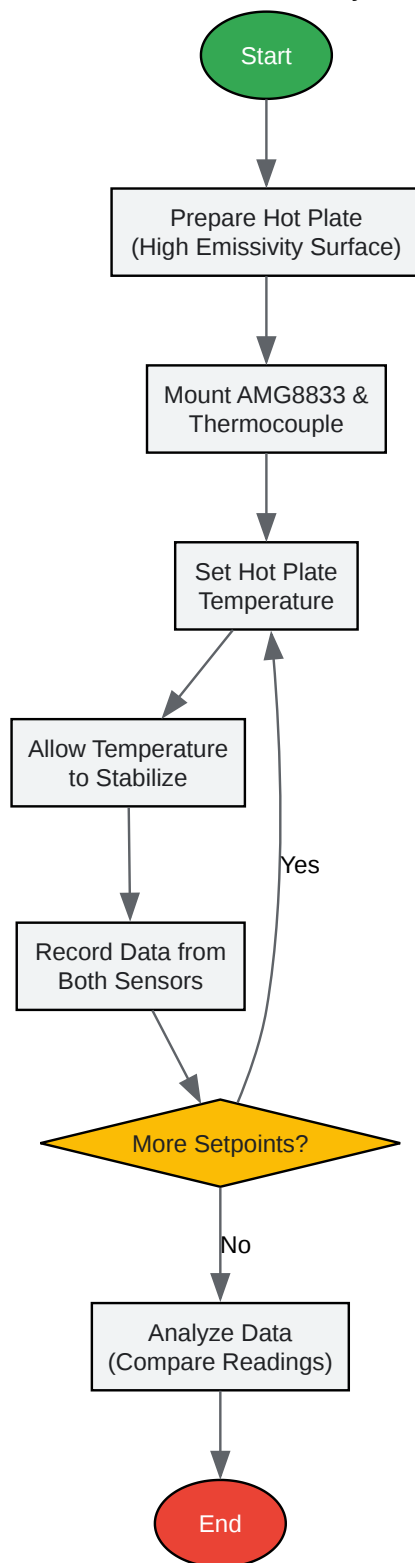 Start
Prepare Hot Plate
(High Emissivity Surface)
Mount AMG8833 &
Thermocouple
Set Hot Plate
Temperature
Allow Temperature
to Stabilize
Yes
Record Data from
Both Sensors
More Setpoints?
No
Analyze Data
(Compare Readings)
End